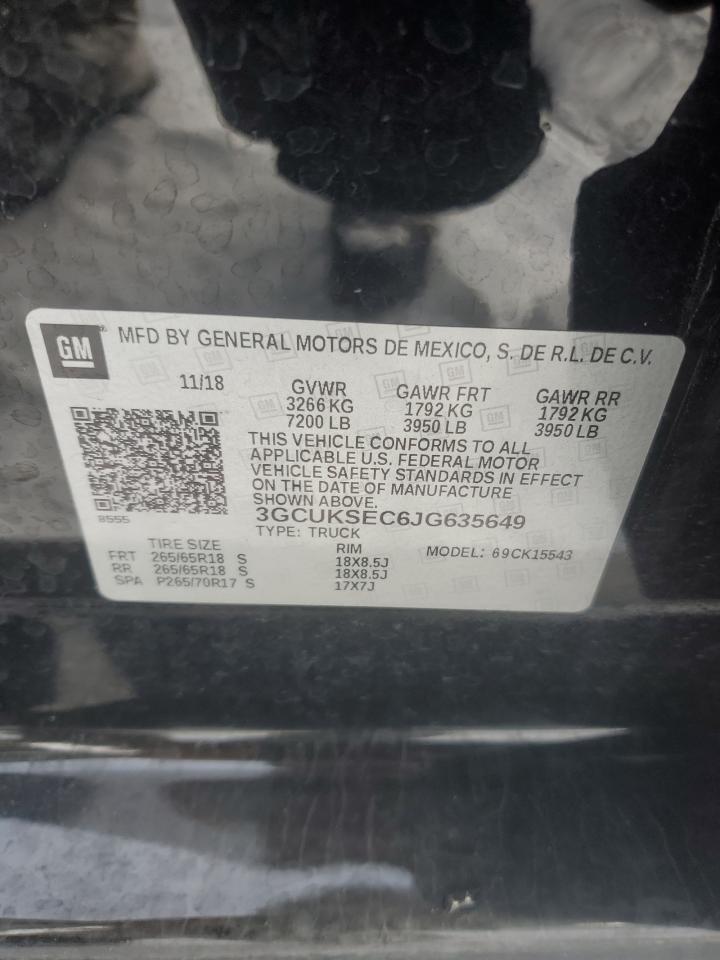 GM
MFD BY GENERAL MOTORS DE MEXICO, S. DE R.L. DE C.V.
11/18 GVWR GAWR FRT GAWR RR
3266 KG 1792 KG 1792 KG
7200 LB 3950 LB 3950 LB
THIS VEHICLE CONFORMS TO ALL
APPLICABLE U.S. FEDERAL MOTOR
VEHICLE SAFETY STANDARDS IN EFFECT
ON THE DATE OF MANUFACTURE
SHOWN ABOVE.
8555
3GCUKSEC6JG635649
TYPE: TRUCK
TIRE SIZE RIM MODEL: 69CK15543
FRT 265/65R18 S 18X8.5J
RR 265/65R18 S 18X8.5J
SPA P265/70R17 S 17X7J